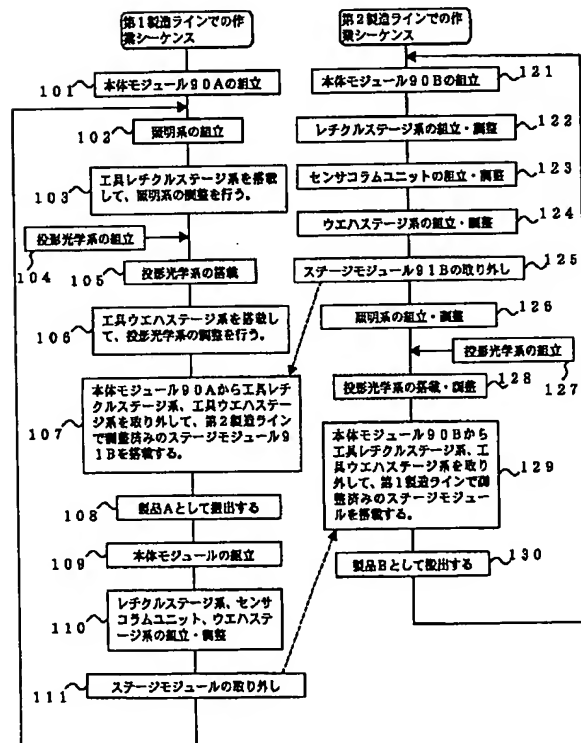 第1製造ラインでの作
業シーケンス
101
本体モジュール90Aの組立
102
照明系の組立
103
工具レチクルステージ系を搭載
して、照明系の調整を行う。
投影光学系の組立
104
105
投影光学系の搭載
106
工具ウエハステージ系を搭載し
て、投影光学系の調整を行う。
107
本体モジュール90Aから工具レチ
クルステージ系、工具ウエハステー
ジ系を取り外して、第2製造ライン
で調整済みのステージモジュール9
1Bを搭載する。
108
製品Aとして搬出する
109
本体モジュールの組立
110
レチクルステージ系、センサ
コラムユニット、ウエハステ
ージ系の組立・調整
111
ステージモジュールの取り外し
第2製造ラインでの作
業シーケンス
本体モジュール90Bの組立
121
レチクルステージ系の組立・調整
122
センサコラムユニットの組立・調整
123
ウエハステージ系の組立・調整
124
ステージモジュール91Bの取り外し
125
照明系の組立・調整
126
投影光学系の組立
127
投影光学系の搭載・調整
128
本体モジュール90Bから
工具レチクルステージ系、工
具ウエハステージ系を取り
外して、第1製造ラインで調
整済みのステージモジュー
ルを搭載する。
129
製品Bとして搬出する
130